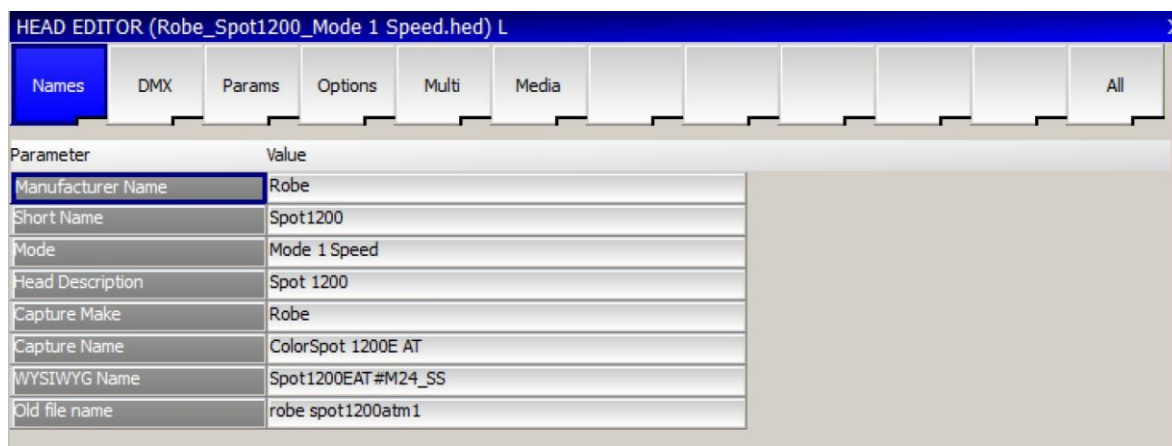 HEAD EDITOR (Robe_Spot1200_Mode 1 Speed.hed) L
Names DMX Params Options Multi Media All
Parameter Value
Manufacturer Name Robe
Short Name Spot1200
Mode Mode 1 Speed
Head Description Spot 1200
Capture Make Robe
Capture Name ColorSpot 1200E AT
WYSIWYG Name Spot1200EAT#M24_SS
Old file name robe spot1200atm1